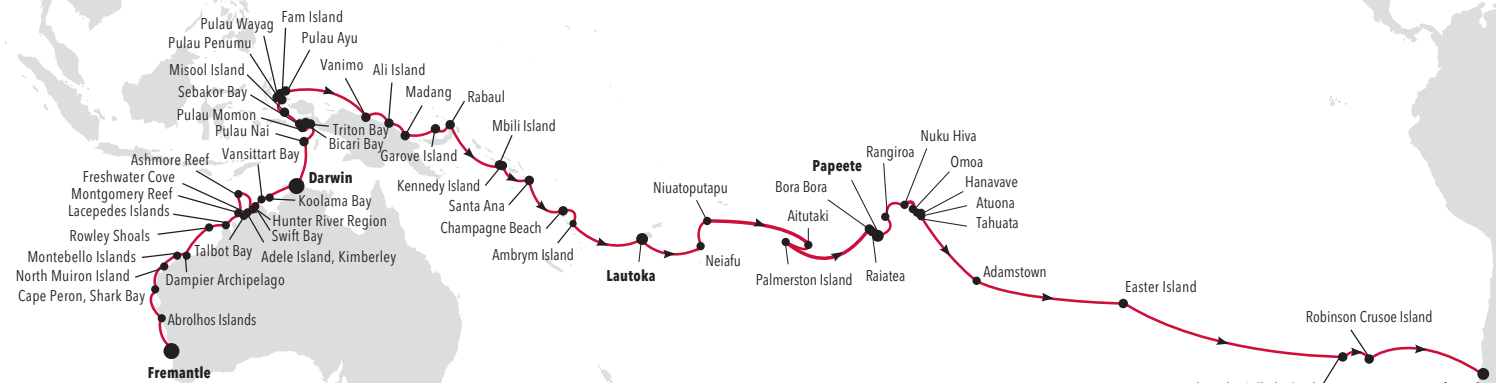 Fam Island
Pulau Wayag
Pulau Ayu
Pulau Penumu
Vanimo
Ali Island
Misool Island
Sebakor Bay
Madang
Rabaul
Pulau Momon
Triton Bay
Mbili Island
Pulau Nai
Bicari Bay
Nuku Hiva
Vansittart Bay
Garove Island
Rangiroa
Ashmore Reef
Papeete
Omoa
Freshwater Cove
Darwin
Kennedy Island
Niuatoputapu
Bora Bora
Hanavave
Montgomery Reef
Koolama Bay
Santa Ana
Aitutaki
Atuona
Lacepedes Islands
Hunter River Region
Champagne Beach
Tahuata
Rowley Shoals
Swift Bay
Talbot Bay
Ambrym Island
Montebello Islands
Adele Island, Kimberley
Neiafu
North Muiron Island
Lautoka
Palmerston Island
Raiatea
Adamstown
Dampier Archipelago
Easter Island
Cape Peron, Shark Bay
Abrolhos Islands
Robinson Crusoe Island
Fremantle